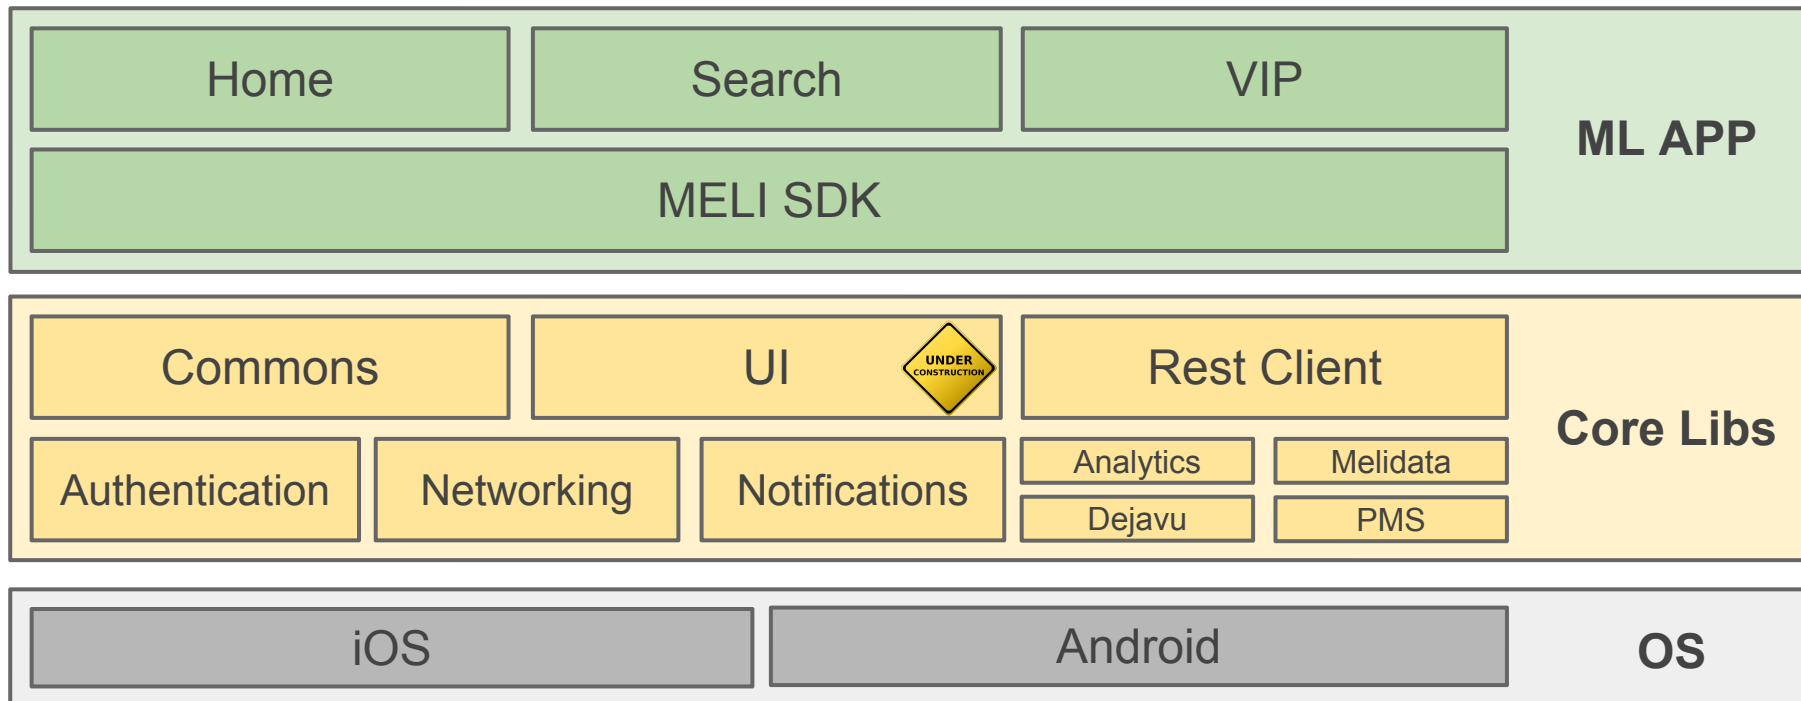 Home
Search
VIP
ML APP
MELI SDK
Commons
UI
UNDER
CONSTRUCTION
Rest Client
Core Libs
Authentication
Networking
Notifications
Analytics
Melidata
Dejavu
PMS
iOS
Android
OS